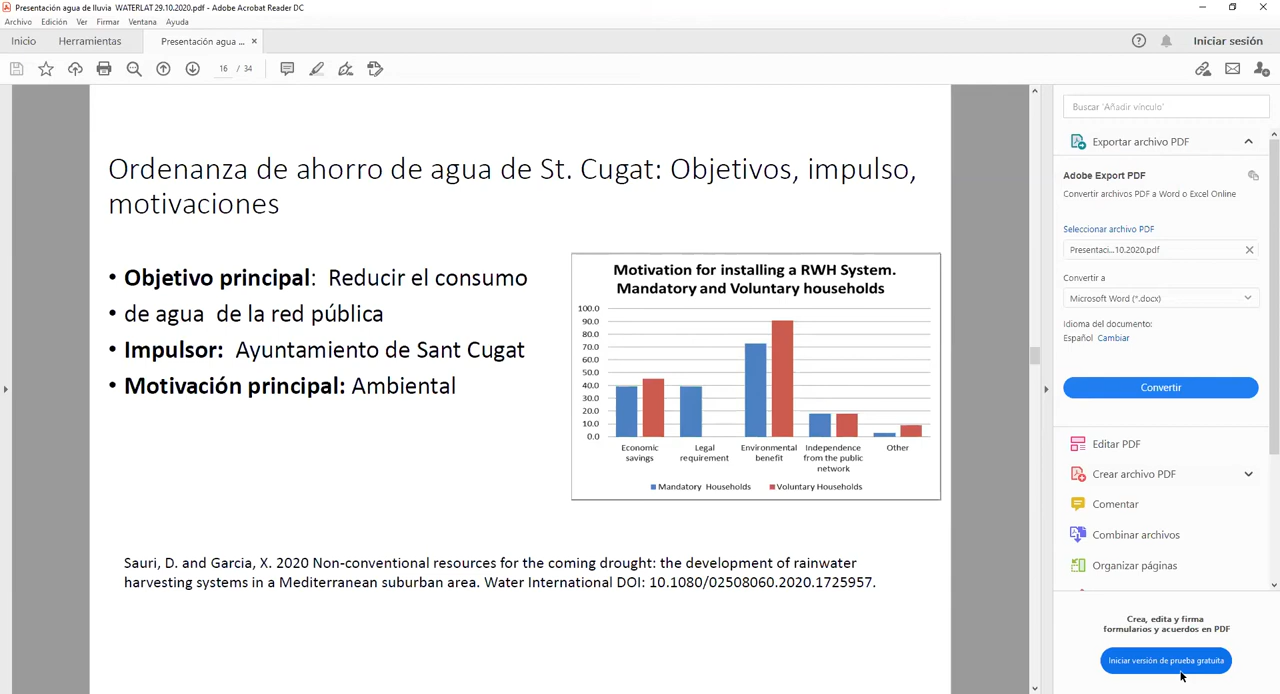 Presentación agua de lluvia WATERLAT 29.10.2020.pdf - Adobe Acrobat Reader DC
Archivo Edición Ver Firmar Ventana Ayuda
Inicio Herramientas Presentación agua ... × Iniciar sesión
16 / 34
Ordenanza de ahorro de agua de St. Cugat: Objetivos, impulso,
motivaciones
• Objetivo principal: Reducir el consumo
• de agua de la red pública
• Impulsor: Ayuntamiento de Sant Cugat
• Motivación principal: Ambiental
Motivation for installing a RWH System.
Mandatory and Voluntary households
100.0
90.0
80.0
70.0
60.0
50.0
40.0
30.0
20.0
10.0
0.0
Economic savings
Legal requirement
Environmental benefit
Independence from the public network
Other
Mandatory Households Voluntary Households
Sauri, D. and Garcia, X. 2020 Non-conventional resources for the coming drought: the development of rainwater
harvesting systems in a Mediterranean suburban area. Water International DOI: 10.1080/02508060.2020.1725957.
Buscar 'Añadir vínculo'
Exportar archivo PDF
Adobe Export PDF
Convertir archivos PDF a Word o Excel Online
Seleccionar archivo PDF
Presentaci...10.2020.pdf
Convertir a
Microsoft Word (*.docx)
Idioma del documento:
Español Cambiar
Convertir
Editar PDF
Crear archivo PDF
Comentar
Combinar archivos
Organizar páginas
Crea, edita y firma
formularios y acuerdos en PDF
Iniciar versión de prueba gratuita